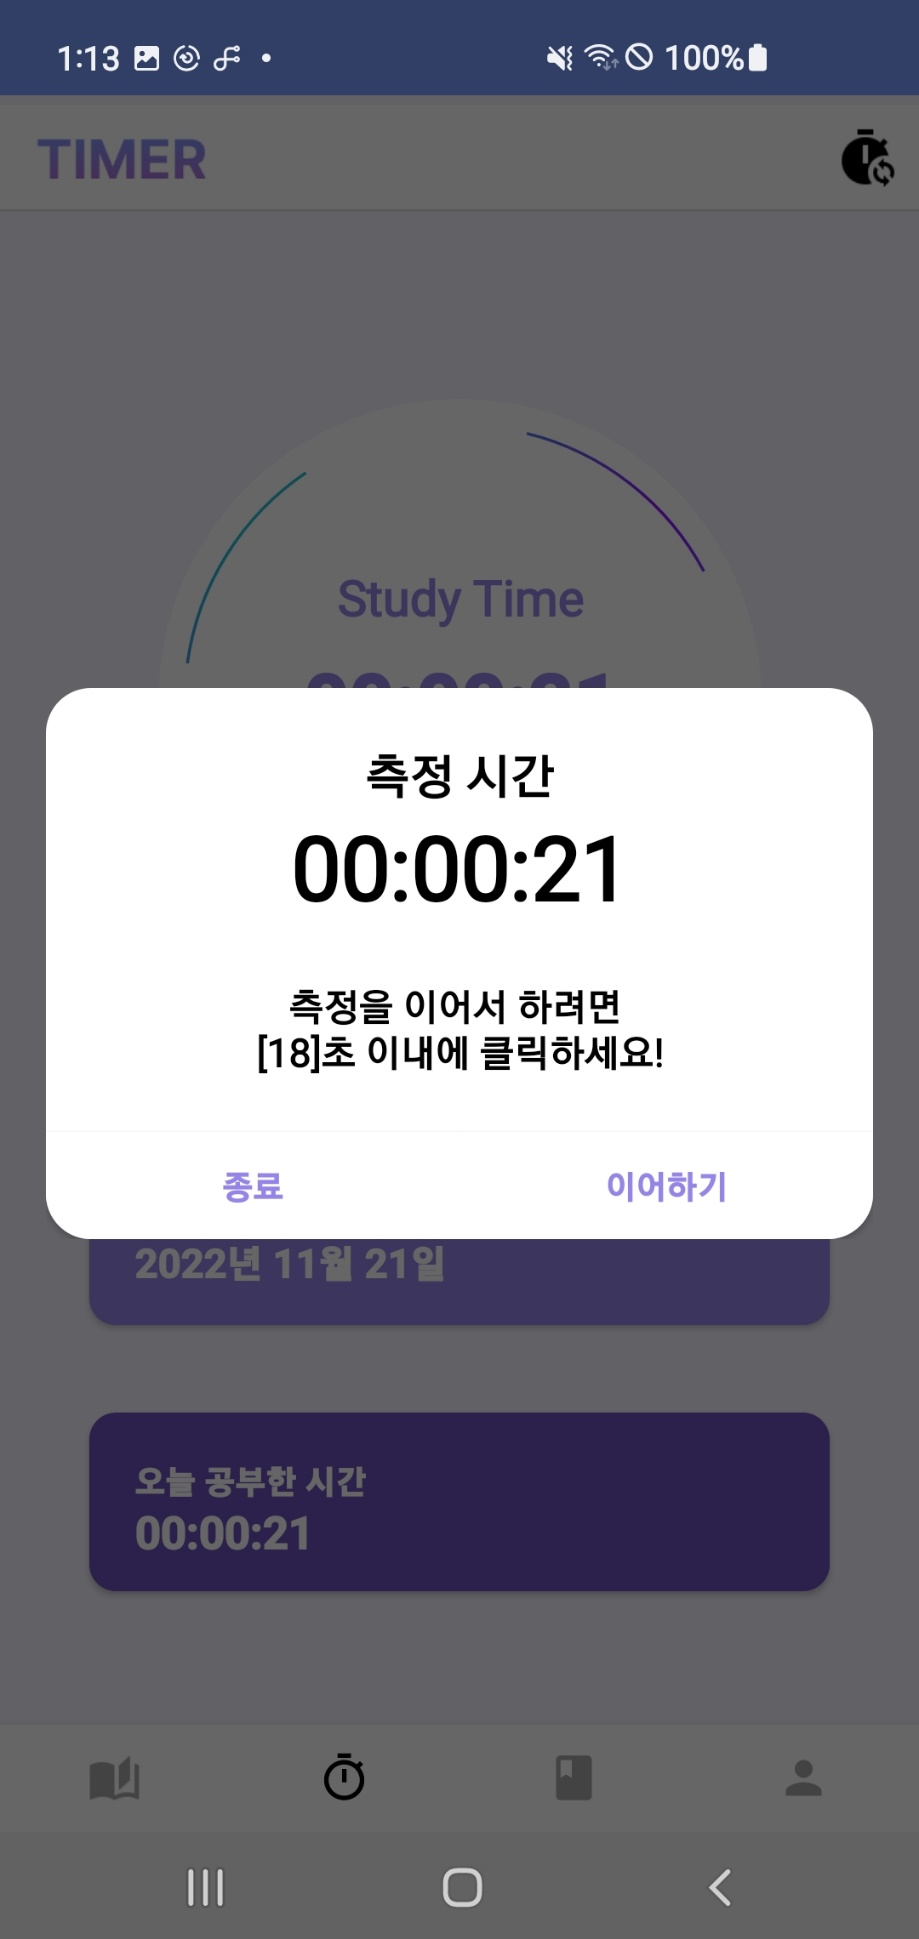 1:13
100%
TIMER
Study Time
00:00:21
측정 시간
00:00:21
측정을 이어서 하려면
[18]초 이내에 클릭하세요!
종료
이어하기
2022년 11월 21일
오늘 공부한 시간
00:00:21